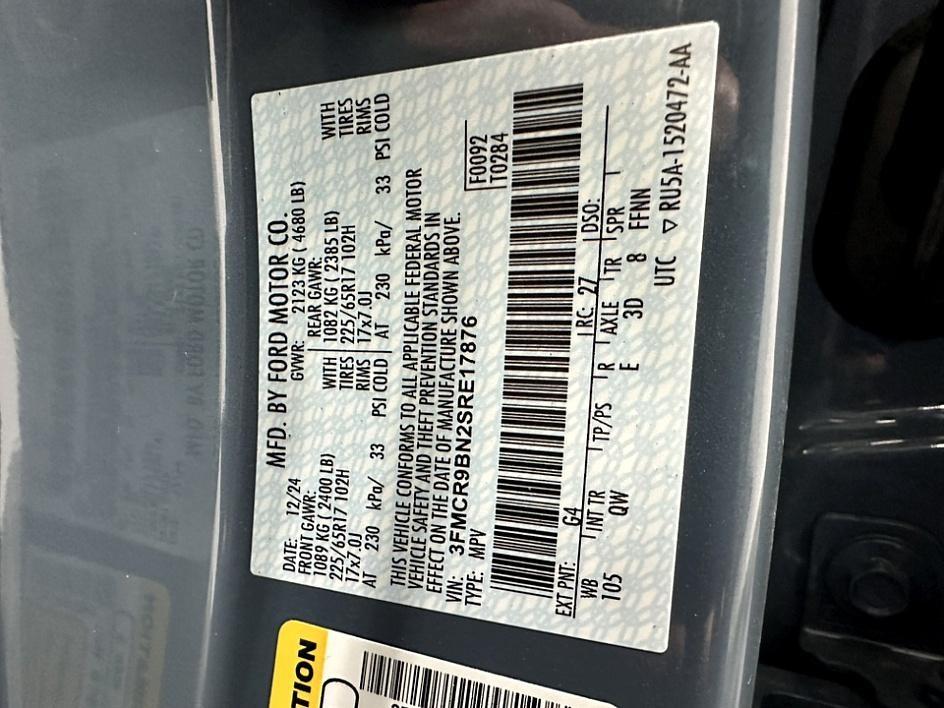 MFD. BY FORD MOTOR CO.
DATE: 12/24 GVWR: 2123 KG ( 4680 LB)
FRONT GAWR: REAR GAWR:
1089 KG ( 2400 LB) WITH 1082 KG ( 2385 LB) WITH
225/65R17 102H TIRES 225/65R17 102H TIRES
17x7.0J RIMS 17x7.0J RIMS
AT 230 kPa/ 33 PSI COLD AT 230 kPa/ 33 PSI COLD
THIS VEHICLE CONFORMS TO ALL APPLICABLE FEDERAL MOTOR
VEHICLE SAFETY AND THEFT PREVENTION STANDARDS IN
EFFECT ON THE DATE OF MANUFACTURE SHOWN ABOVE.
VIN: 3FMCR9BN2SRE17876
TYPE: MPV
F0092
T0284
EXT PNT: G4 RC: 27 DSO:
WB INT TR TP/PS R AXLE TR SPR
105 QW E 3D 8 FFNN
UTC ▽ RU5A-1520472-AA
TION